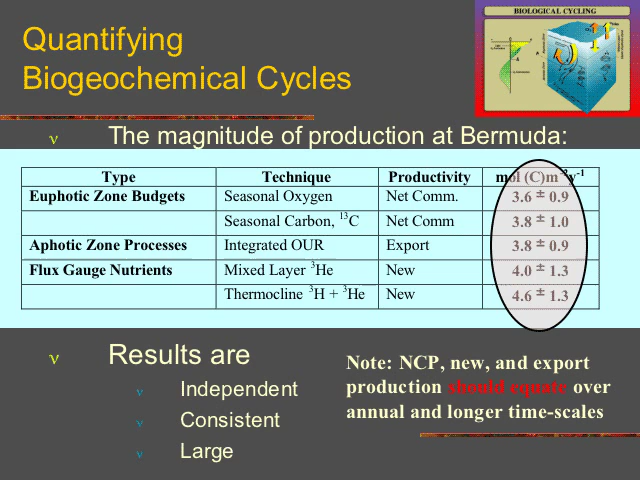 BIOLOGICAL CYCLING
Quantifying
Biogeochemical Cycles
ν The magnitude of production at Bermuda:
Type Technique Productivity mol (C)m⁻²y⁻¹
Euphotic Zone Budgets Seasonal Oxygen Net Comm. 3.6 ± 0.9
Seasonal Carbon, ¹³C Net Comm 3.8 ± 1.0
Aphotic Zone Processes Integrated OUR Export 3.8 ± 0.9
Flux Gauge Nutrients Mixed Layer ³He New 4.0 ± 1.3
Thermocline ³H + ³He New 4.6 ± 1.3
ν Results are
ν Independent
ν Consistent
ν Large
Note: NCP, new, and export
production should equate over
annual and longer time-scales